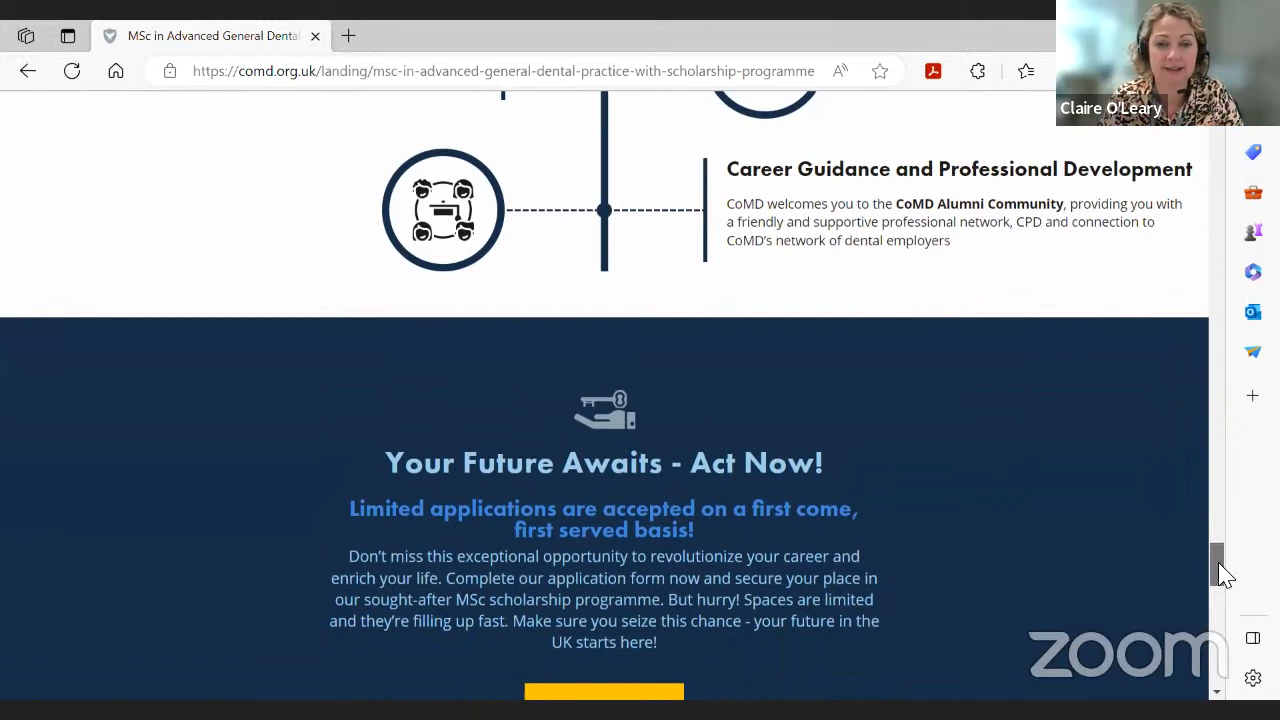 MSc in Advanced General Dental
https://comd.org.uk/landing/msc-in-advanced-general-dental-practice-with-scholarship-programme
Claire O'Leary
Career Guidance and Professional Development
CoMD welcomes you to the CoMD Alumni Community, providing you with
a friendly and supportive professional network, CPD and connection to
CoMD's network of dental employers
Your Future Awaits - Act Now!
Limited applications are accepted on a first come,
first served basis!
Don't miss this exceptional opportunity to revolutionize your career and
enrich your life. Complete our application form now and secure your place in
our sought-after MSc scholarship programme. But hurry! Spaces are limited
and they're filling up fast. Make sure you seize this chance - your future in the
UK starts here!
zoom